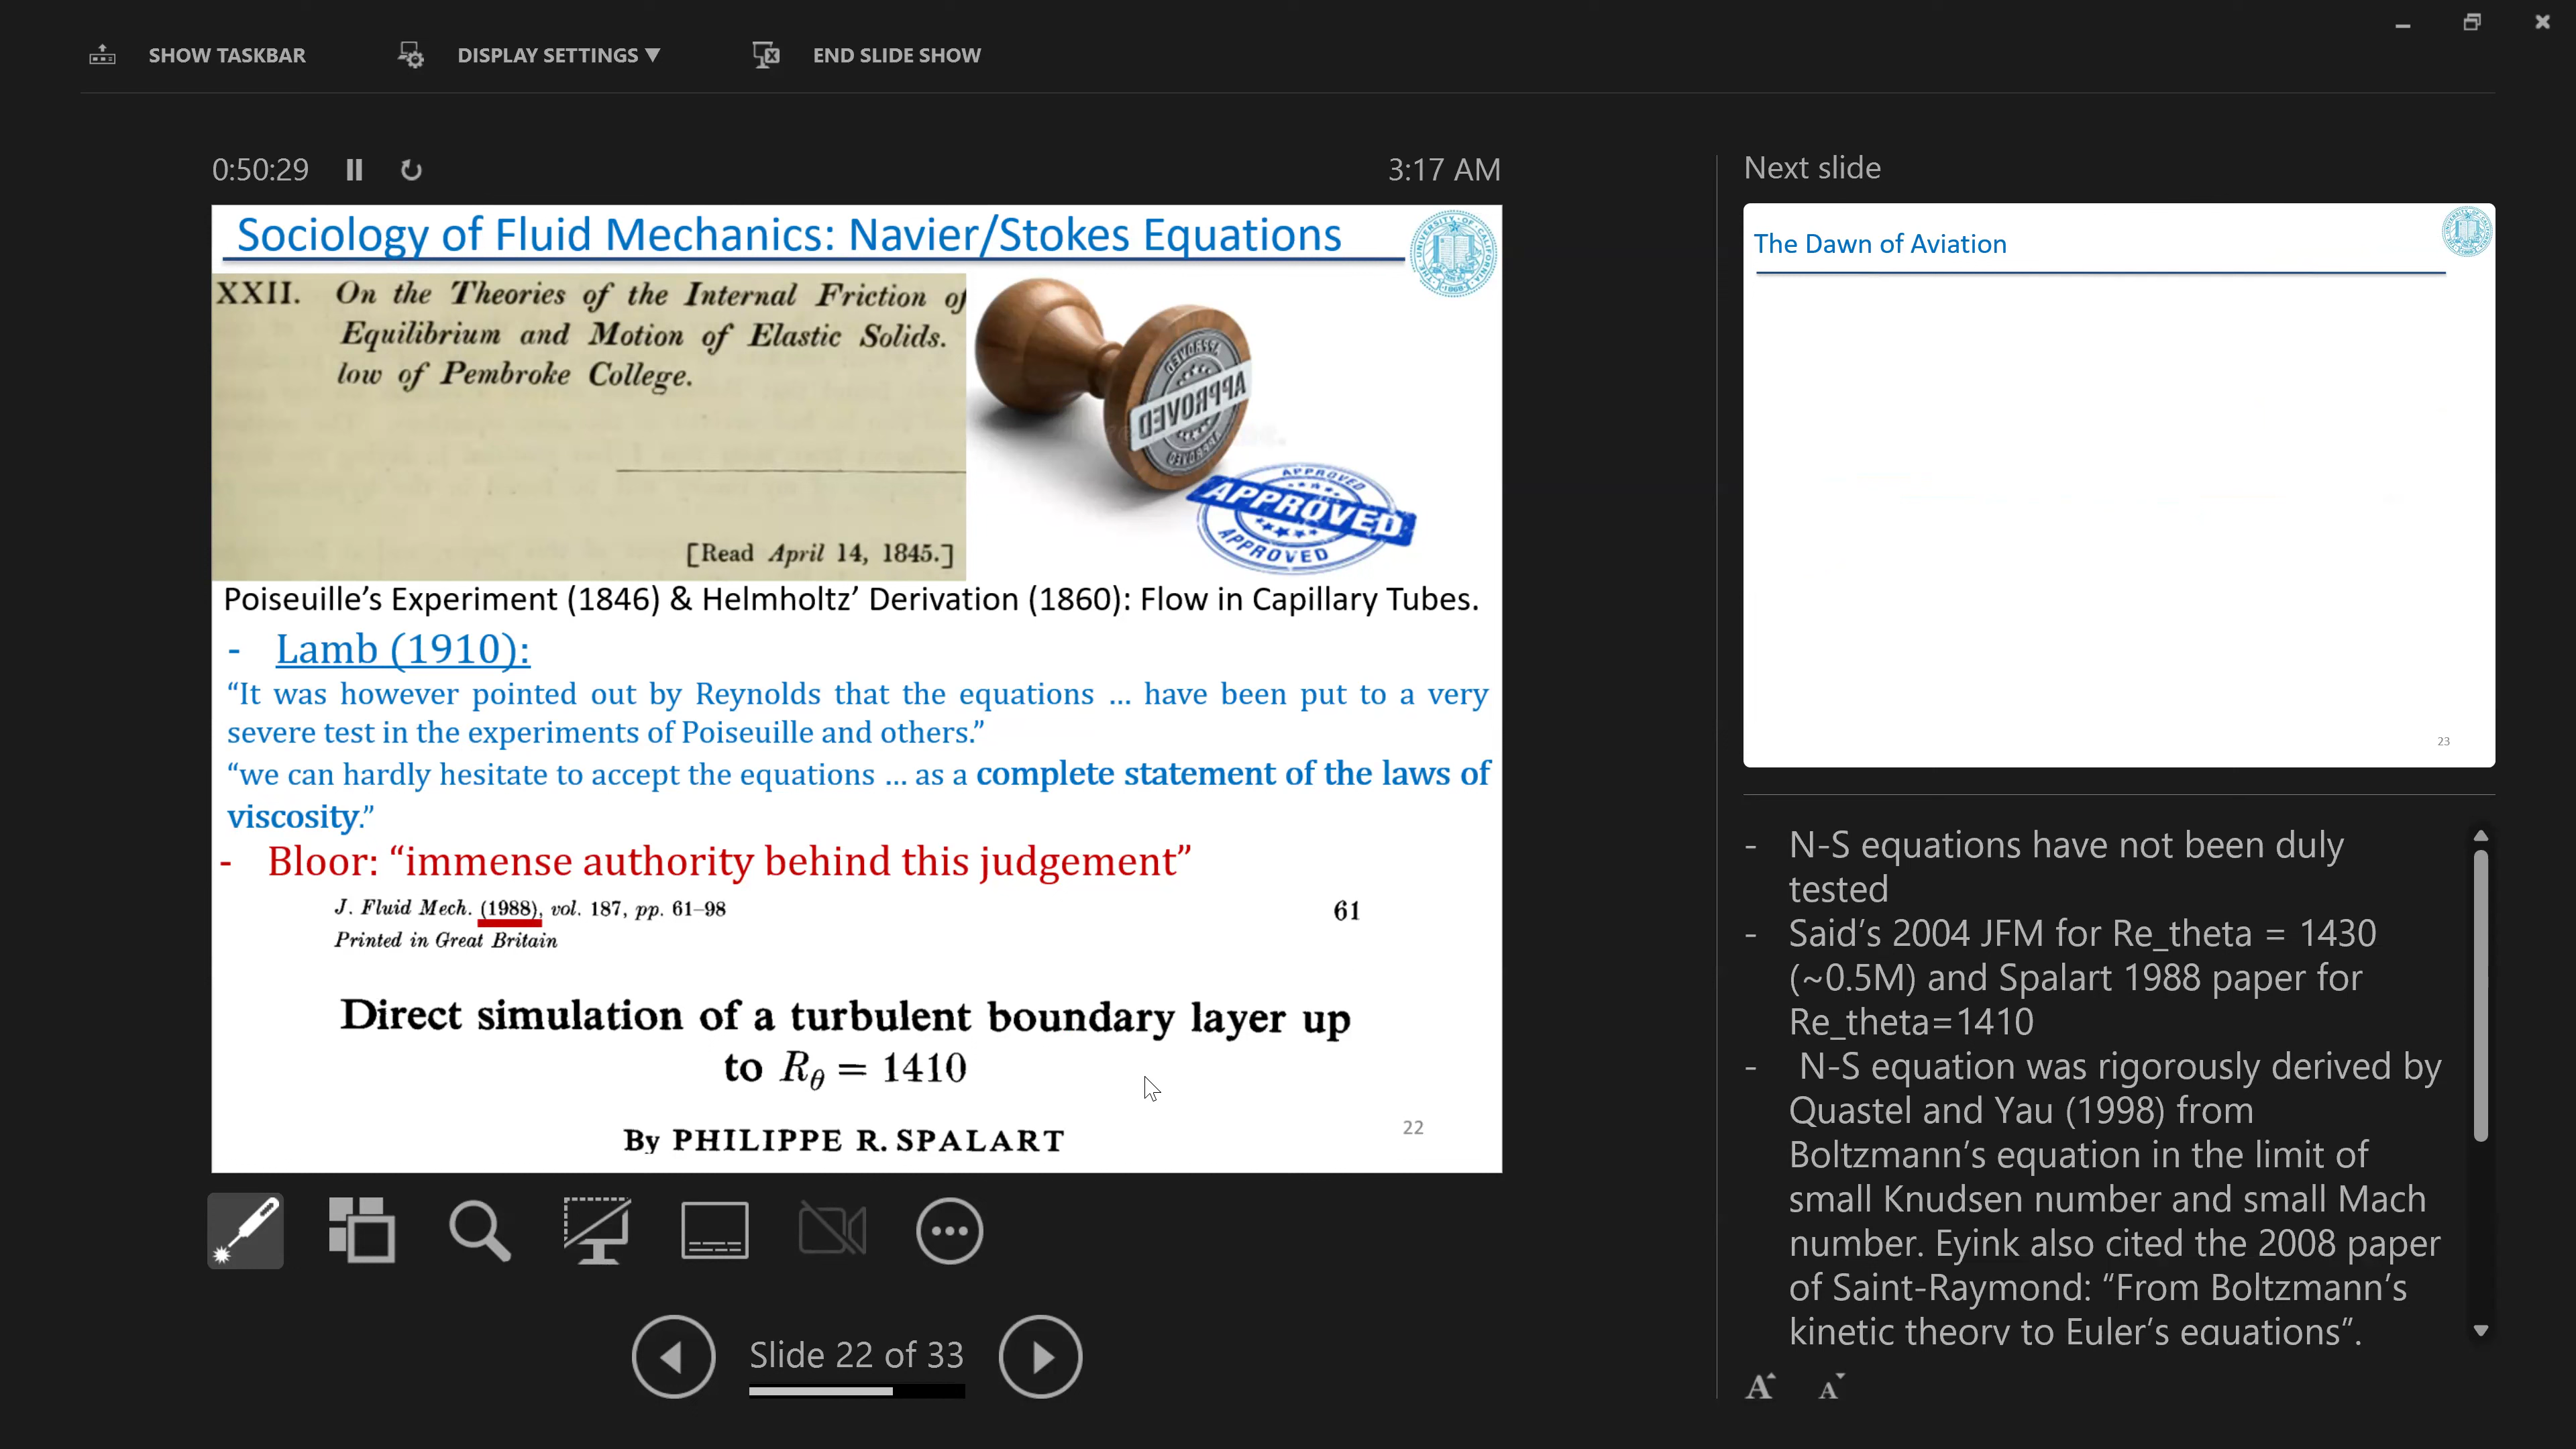 SHOW TASKBAR
DISPLAY SETTINGS ▼
END SLIDE SHOW
0:50:29
3:17 AM
Sociology of Fluid Mechanics: Navier/Stokes Equations
XXII. On the Theories of the Internal Friction of
Equilibrium and Motion of Elastic Solids.
low of Pembroke College.
[Read April 14, 1845.]
APPROVED
APPROVED
APPROVED
APPROVED
APPROVED
APPROVED
Poiseuille’s Experiment (1846) & Helmholtz’ Derivation (1860): Flow in Capillary Tubes.
- Lamb (1910):
“It was however pointed out by Reynolds that the equations … have been put to a very
severe test in the experiments of Poiseuille and others.”
“we can hardly hesitate to accept the equations … as a complete statement of the laws of
viscosity.”
- Bloor: “immense authority behind this judgement”
J. Fluid Mech. (1988), vol. 187, pp. 61–98
61
Printed in Great Britain
Direct simulation of a turbulent boundary layer up
to Rθ = 1410
By PHILIPPE R. SPALART
22
Slide 22 of 33
Next slide
The Dawn of Aviation
23
- N-S equations have not been duly
tested
- Said’s 2004 JFM for Re_theta = 1430
(~0.5M) and Spalart 1988 paper for
Re_theta=1410
- N-S equation was rigorously derived by
Quastel and Yau (1998) from
Boltzmann’s equation in the limit of
small Knudsen number and small Mach
number. Eyink also cited the 2008 paper
of Saint-Raymond: “From Boltzmann’s
kinetic theory to Euler’s equations”.
A A